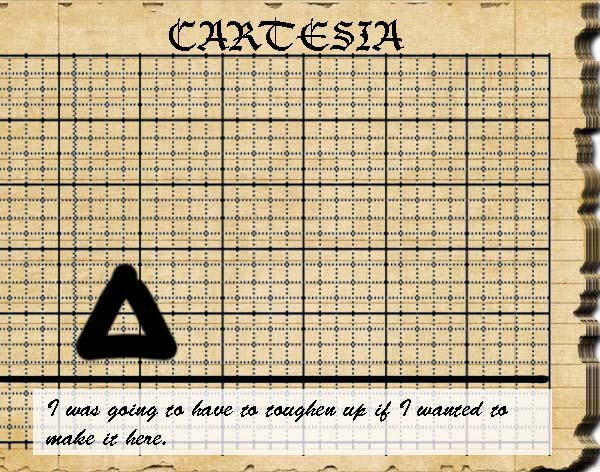 CARTESIA
I was going to have to toughen up if I wanted to
make it here.